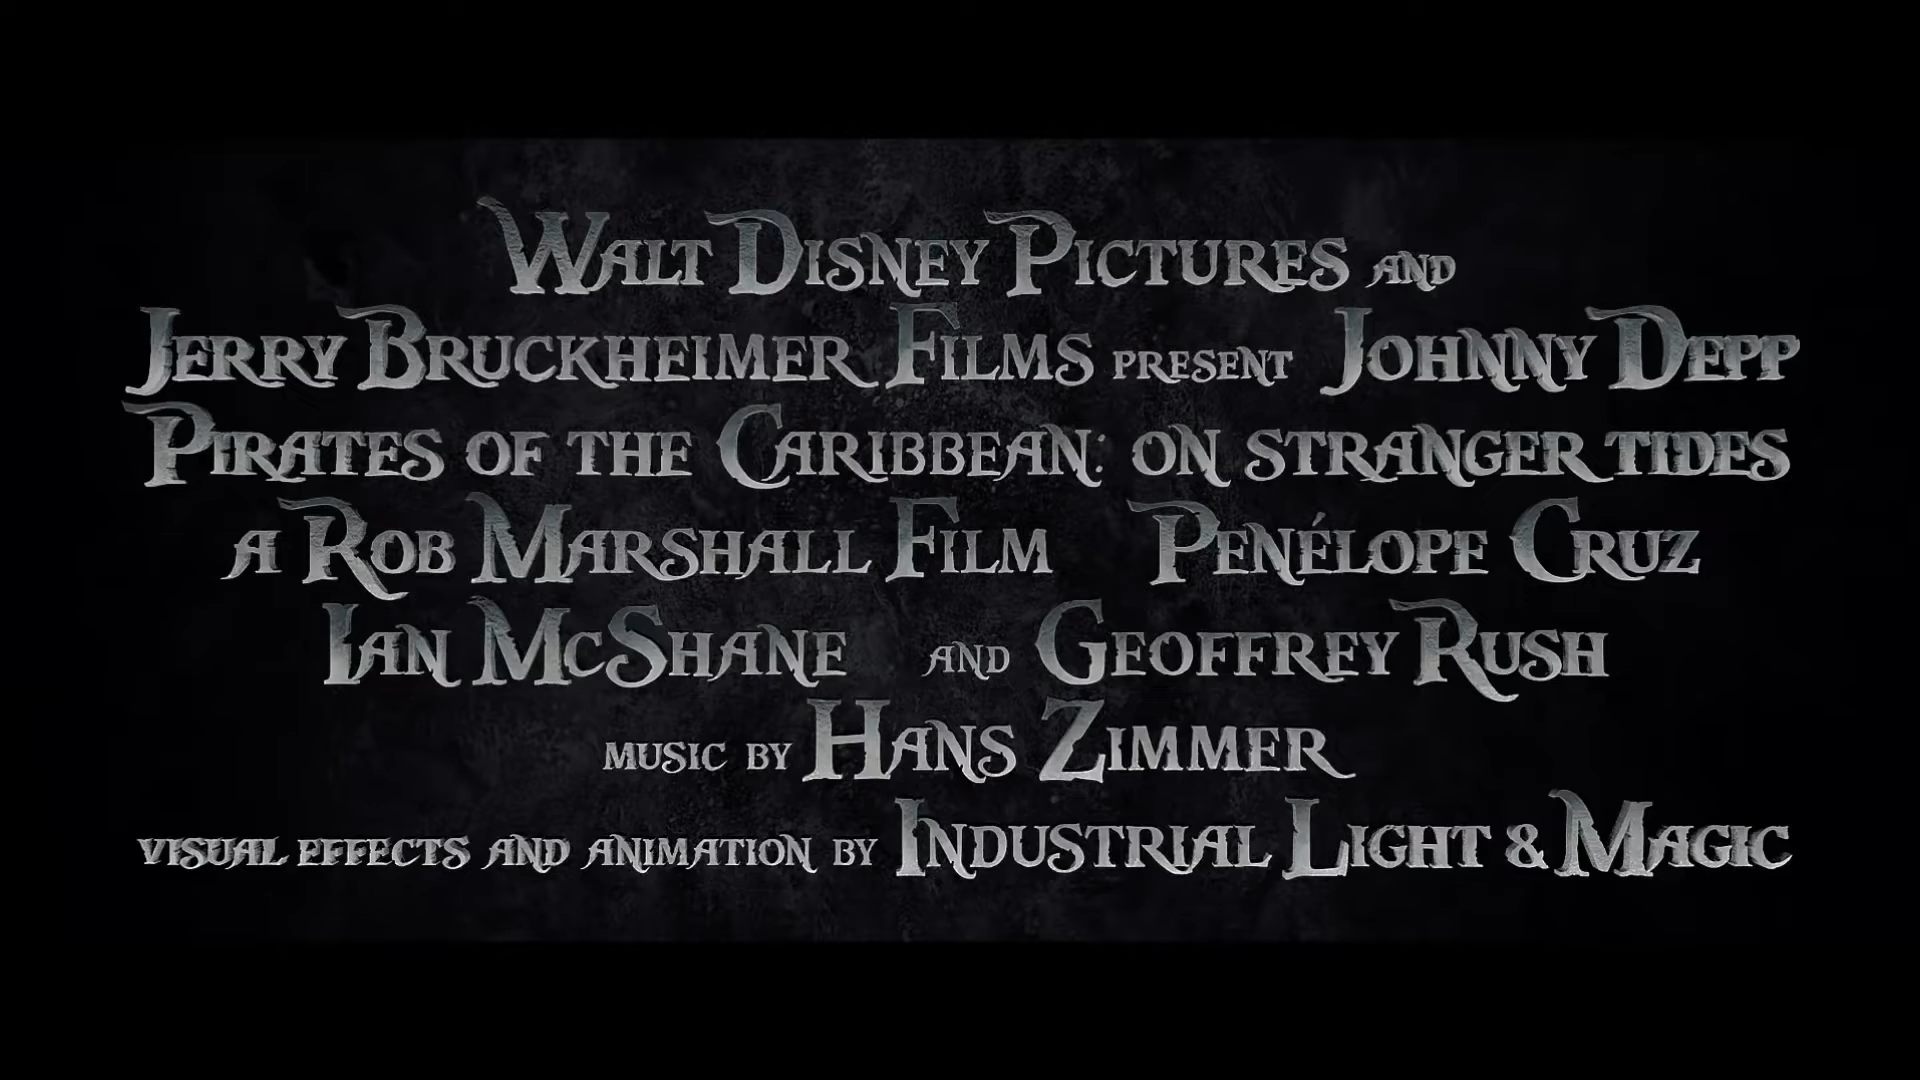 Walt Disney Pictures and
Jerry Bruckheimer Films present Johnny Depp
Pirates of the Caribbean: on stranger tides
a Rob Marshall Film Penélope Cruz
Ian McShane and Geoffrey Rush
music by Hans Zimmer
visual effects and animation by Industrial Light & Magic